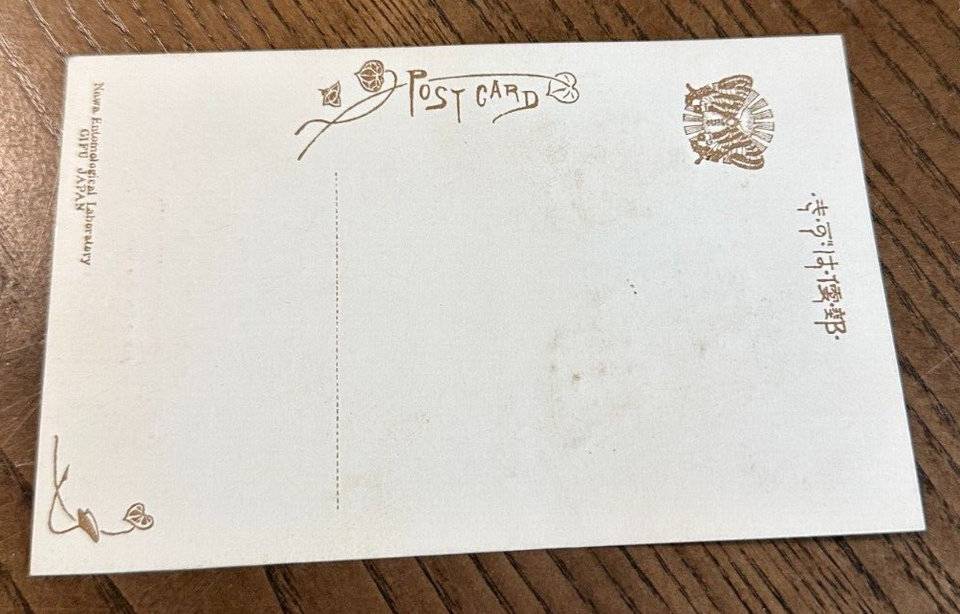 POST CARD
郵便はがき
Nawa Entomological Laboratory
GIFU JAPAN